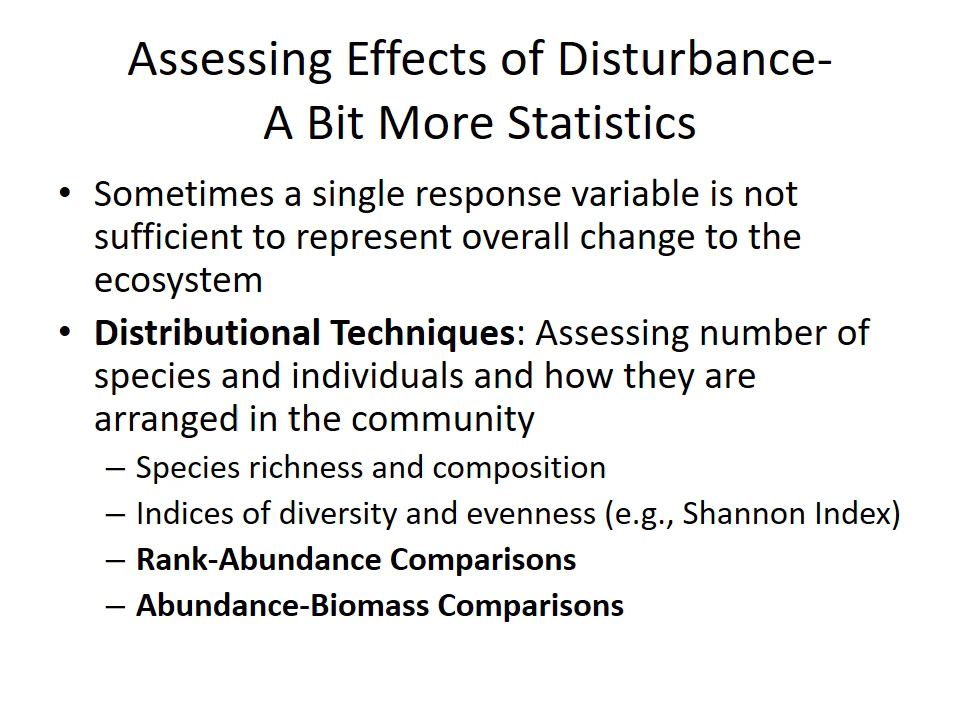 Assessing Effects of Disturbance-
A Bit More Statistics
• Sometimes a single response variable is not
sufficient to represent overall change to the
ecosystem
• Distributional Techniques: Assessing number of
species and individuals and how they are
arranged in the community
– Species richness and composition
– Indices of diversity and evenness (e.g., Shannon Index)
– Rank-Abundance Comparisons
– Abundance-Biomass Comparisons